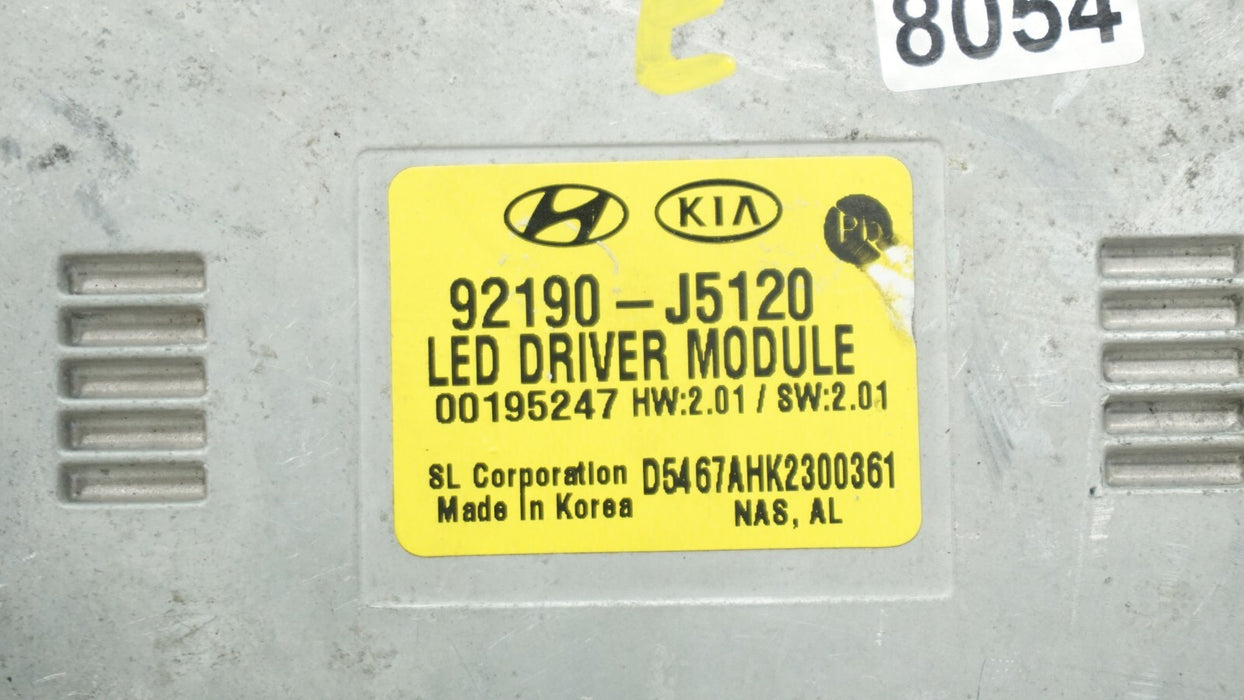 E
8054
KIA
PD
92190-J5120
LED DRIVER MODULE
00195247 HW:2.01 / SW:2.01
SL Corporation D5467AHK2300361
Made In Korea NAS, AL